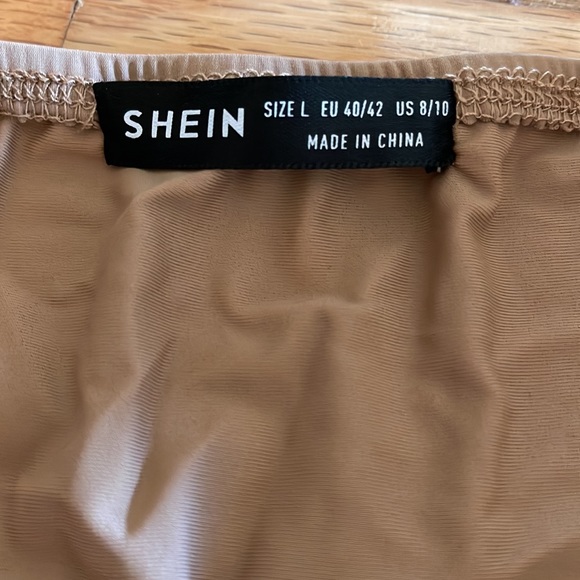 SHEIN
SIZE L EU 40/42 US 8/10
MADE IN CHINA